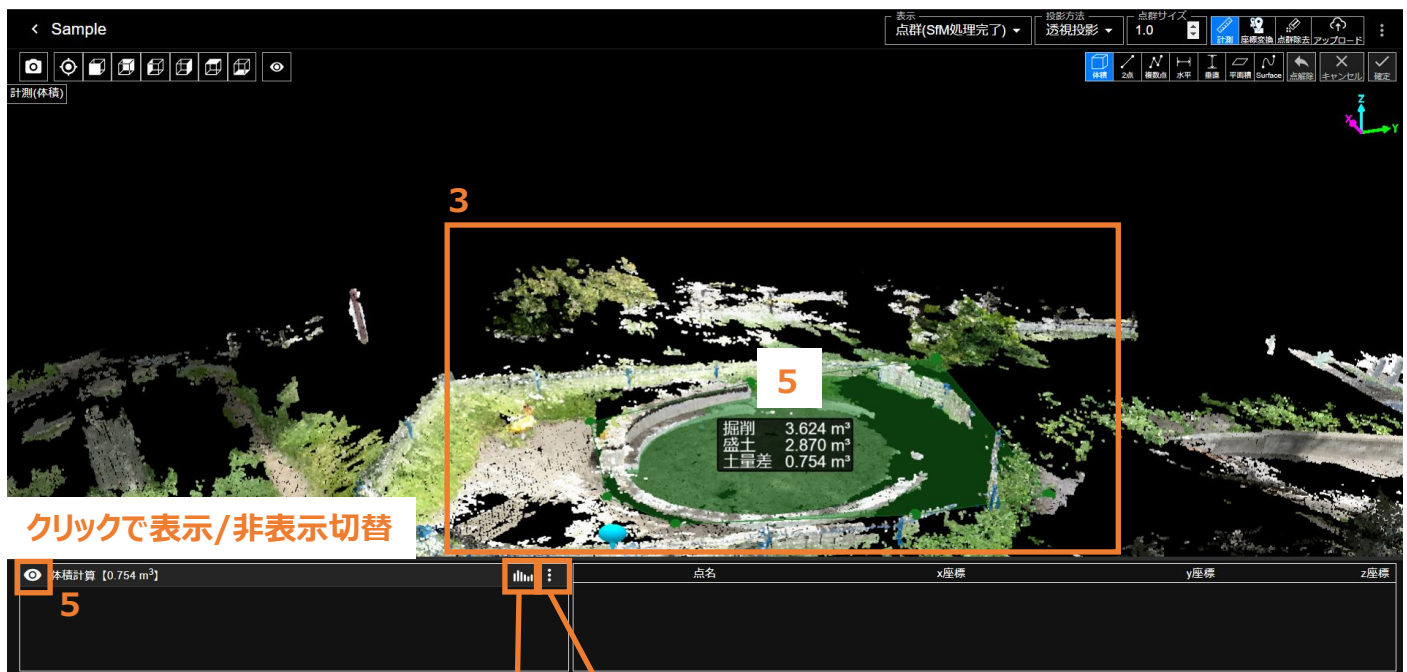 Sample
表示
点群(SfM処理完了)
投影方法
透視投影
点群サイズ
1.0
計測
座標変換
点群除去
アップロード
体積
2点
複数点
水平
垂直
平面積
Surface
点解除
キャンセル
確定
計測(体積)
Z
X
Y
3
5
掘削 3.624 m³
盛土 2.870 m³
土量差 0.754 m³
クリックで表示/非表示切替
体積計算【0.754 m³】
点名 x座標 y座標 z座標
5